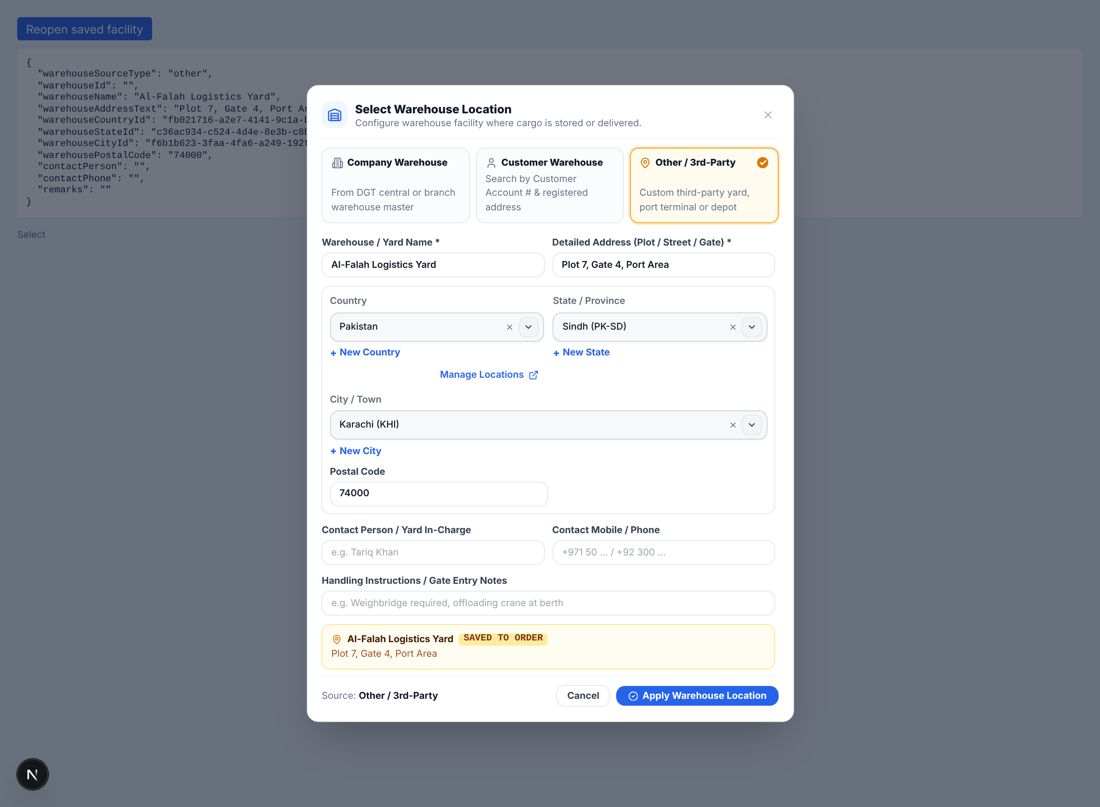 Reopen saved facility
{
"warehouseSourceType": "other",
"warehouseId": "",
"warehouseName": "Al-Falah Logistics Yard",
"warehouseAddressText": "Plot 7, Gate 4, Port Ar
"warehouseCountryId": "fb021716-a2e7-4141-9c1a-
"warehouseStateId": "c36ac934-c524-4d4e-8e3b-c8
"warehouseCityId": "f6b1b623-3faa-4fa6-a249-192
"warehousePostalCode": "74000",
"contactPerson": "",
"contactPhone": "",
"remarks": ""
}
Select
Select Warehouse Location
Configure warehouse facility where cargo is stored or delivered.
Company Warehouse
From DGT central or branch
warehouse master
Customer Warehouse
Search by Customer
Account # & registered
address
Other / 3rd-Party
Custom third-party yard,
port terminal or depot
Warehouse / Yard Name *
Al-Falah Logistics Yard
Detailed Address (Plot / Street / Gate) *
Plot 7, Gate 4, Port Area
Country
Pakistan
+ New Country
State / Province
Sindh (PK-SD)
+ New State
Manage Locations
City / Town
Karachi (KHI)
+ New City
Postal Code
74000
Contact Person / Yard In-Charge
e.g. Tariq Khan
Contact Mobile / Phone
+971 50 ... / +92 300 ...
Handling Instructions / Gate Entry Notes
e.g. Weighbridge required, offloading crane at berth
Al-Falah Logistics Yard SAVED TO ORDER
Plot 7, Gate 4, Port Area
Source: Other / 3rd-Party
Cancel
Apply Warehouse Location
N